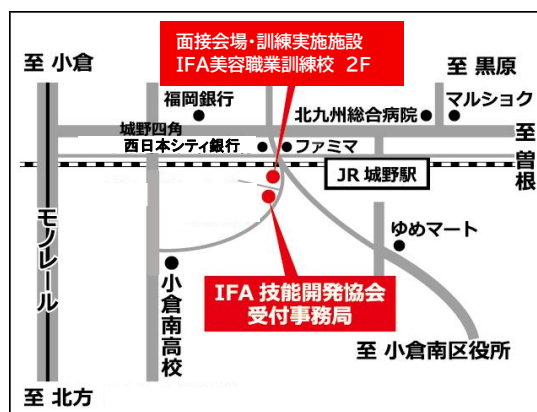 面接会場・訓練実施施設
IFA美容職業訓練校 2F
至 小倉
至 黒原
福岡銀行
北九州総合病院
マルショク
城野四角
至 曽根
西日本シティ銀行
ファミマ
JR 城野駅
モノレール
ゆめマート
小倉南高校
IFA 技能開発協会
受付事務局
至 小倉南区役所
至 北方